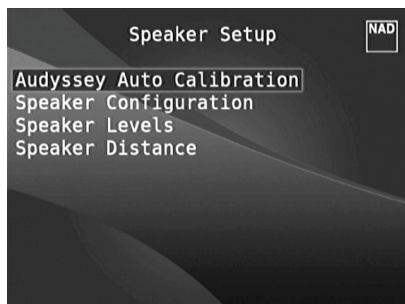 Speaker Setup
NAD
Audyssey Auto Calibration
Speaker Configuration
Speaker Levels
Speaker Distance